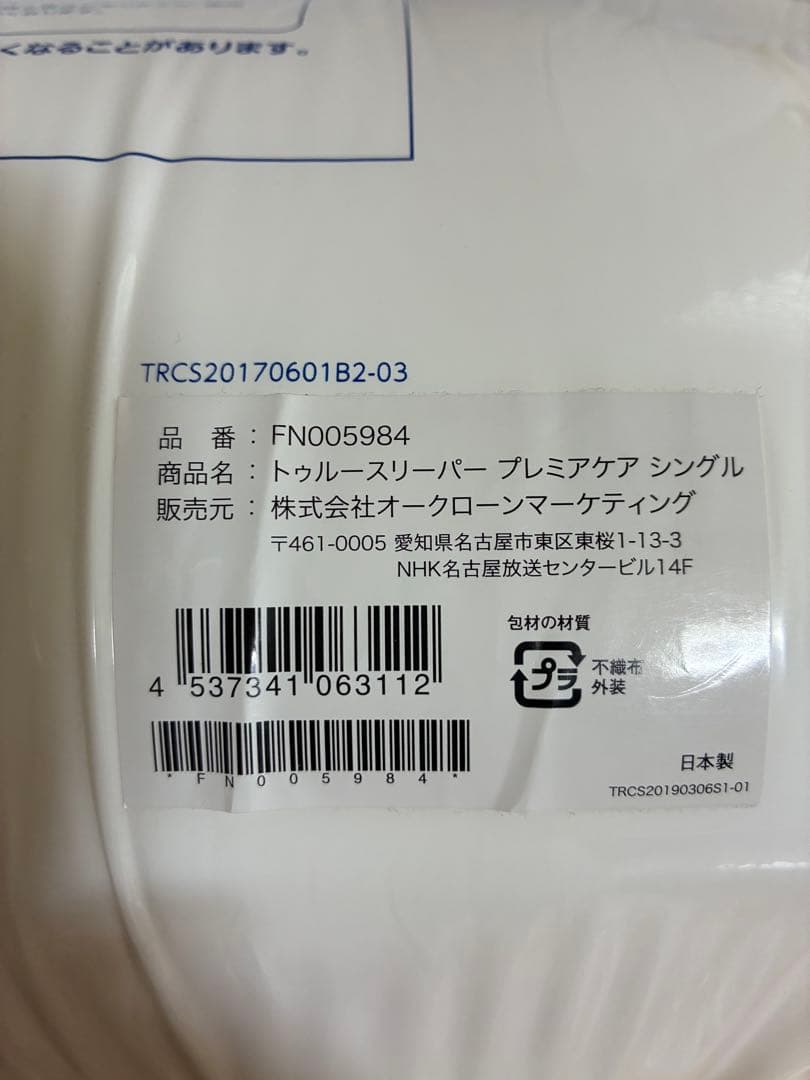 くなることがあります。
TRCS20170601B2-03
品 番 : FN005984
商品名 : トゥルースリーパー プレミアケア シングル
販売元 : 株式会社オークローンマーケティング
〒461-0005 愛知県名古屋市東区東桜1-13-3
NHK名古屋放送センタービル14F
包材の材質
プラ
不織布
外装
4 537341 063112
*FN005984*
日本製
TRCS20190306S1-01